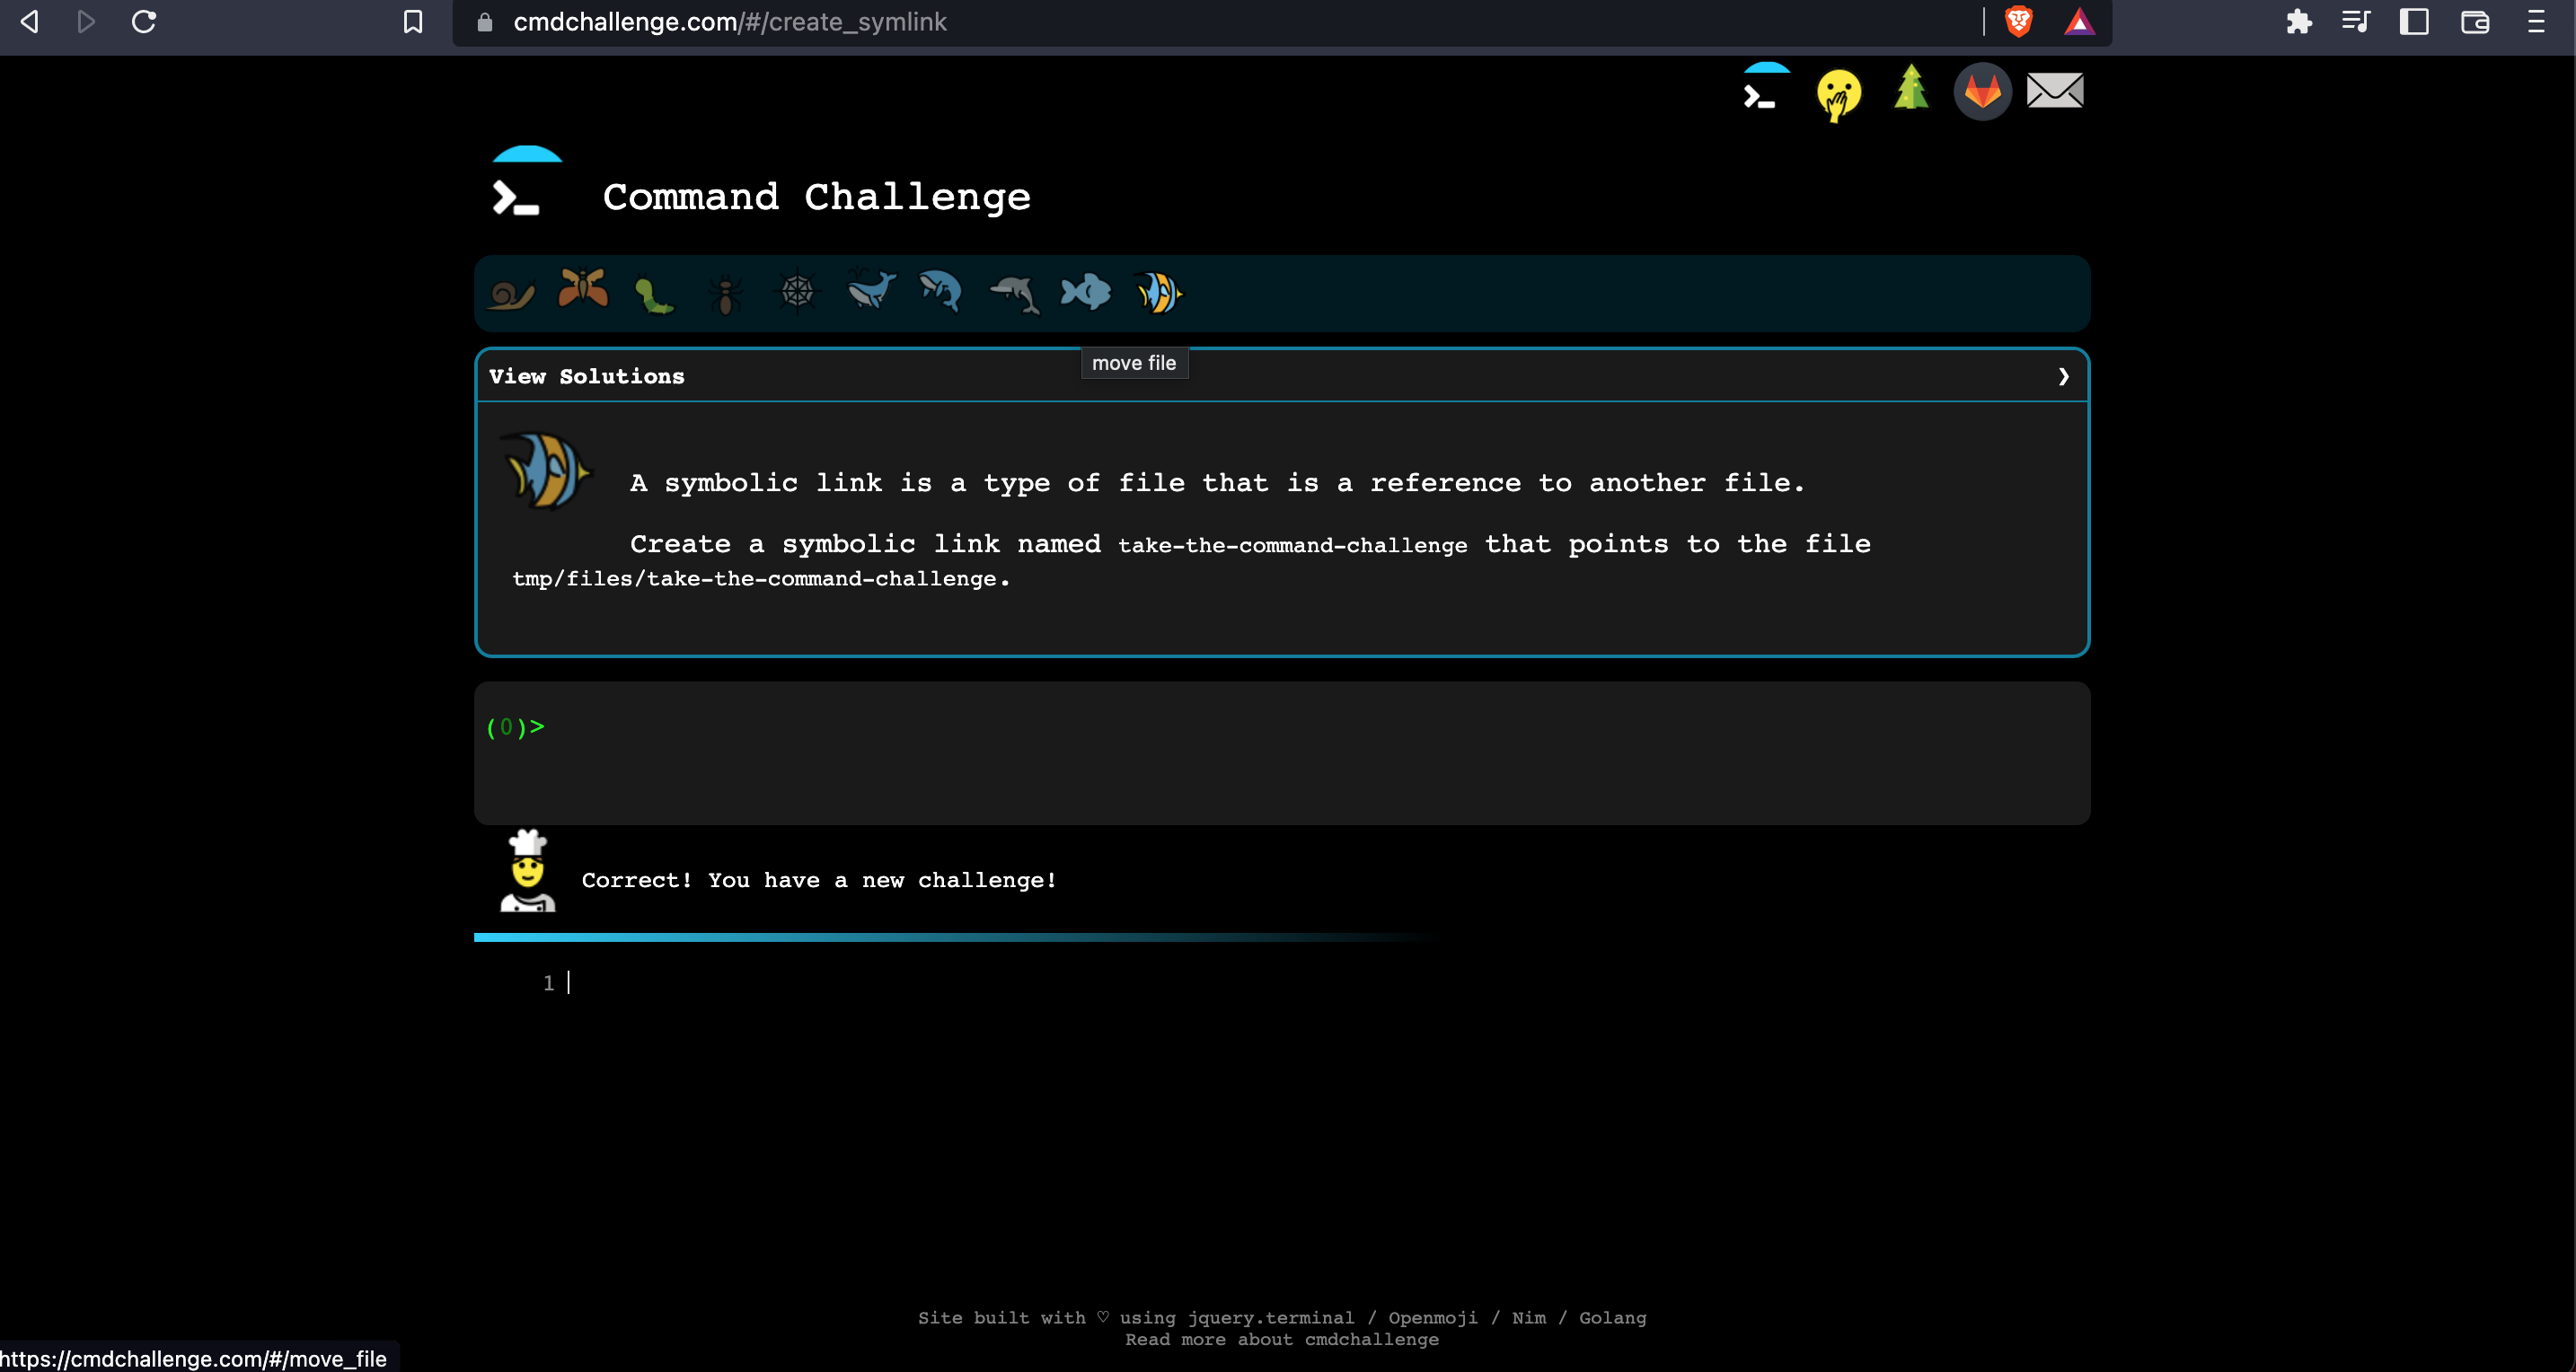 cmdchallenge.com/#/create_symlink
Command Challenge
move file
View Solutions
A symbolic link is a type of file that is a reference to another file.
Create a symbolic link named take-the-command-challenge that points to the file
tmp/files/take-the-command-challenge.
(0)>
Correct! You have a new challenge!
1
Site built with ♡ using jquery.terminal / Openmoji / Nim / Golang
Read more about cmdchallenge
https://cmdchallenge.com/#/move_file